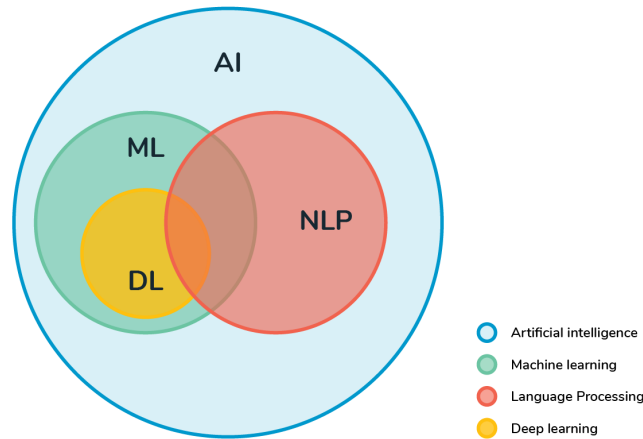 AI
ML
NLP
DL
Artificial intelligence
Machine learning
Language Processing
Deep learning